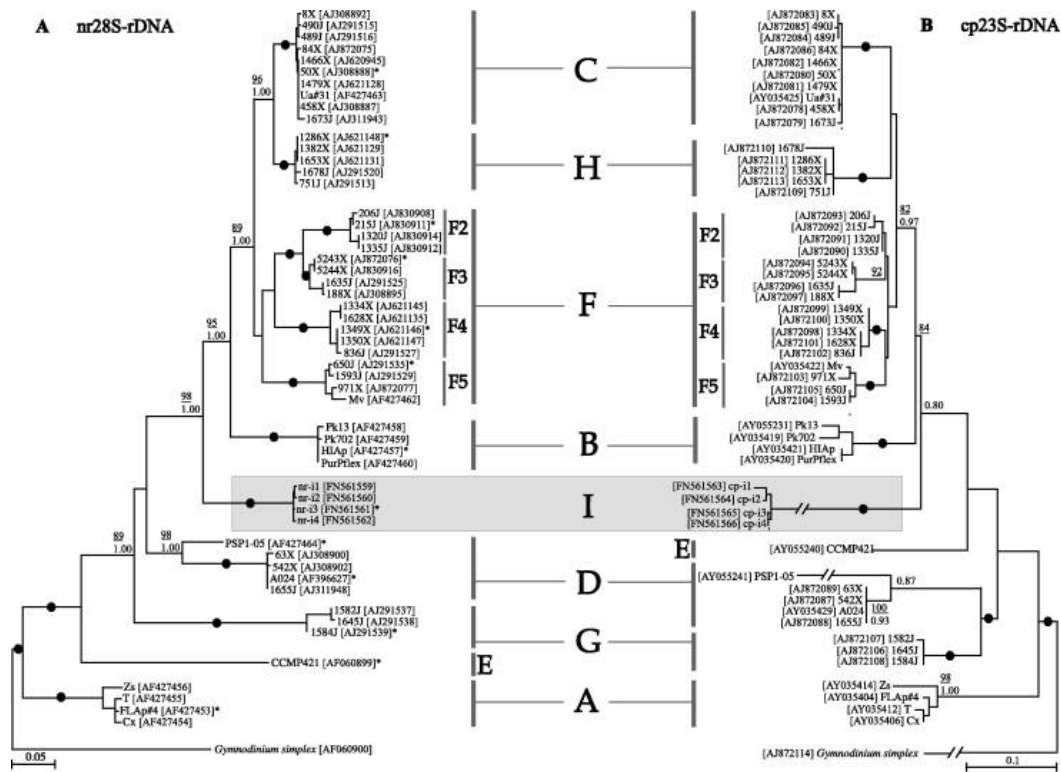 A nr28S-rDNA
B cp23S-rDNA
8X [AJ308892]
490J [AJ291515]
489J [AJ291516]
84X [AJ872075]
1466X [AJ620945]
50X [AJ308888]*
1479X [AJ621128]
Ua#31 [AF427463]
458X [AJ308887]
1673J [AJ311943]
1286X [AJ621148]*
1382X [AJ621129]
1653X [AJ621131]
1678J [AJ291520]
751J [AJ291513]
206J [AJ830908]
215J [AJ830911]*
1320J [AJ830914]
1335J [AJ830912]
5243X [AJ872076]*
5244X [AJ830916]
1635J [AJ291525]
188X [AJ308895]
1334X [AJ621145]
1628X [AJ621135]
1349X [AJ621146]*
1350X [AJ621147]
836J [AJ291527]
650J [AJ291535]*
1593J [AJ291529]
971X [AJ872077]
Mv [AF427462]
Pk13 [AF427458]
Pk702 [AF427459]
HIAp [AF427457]*
PurPflex [AF427460]
nr-i1 [FN561559]
nr-i2 [FN561560]
nr-i3 [FN561561]*
nr-i4 [FN561562]
PSP1-05 [AF427464]*
63X [AJ308900]
542X [AJ308902]
A024 [AF396627]*
1655J [AJ311948]
1582J [AJ291537]
1645J [AJ291538]
1584J [AJ291539]*
CCMP421 [AF060899]*
Zs [AF427456]
T [AF427455]
FLAp#4 [AF427453]*
Cx [AF427454]
Gymnodinium simplex [AF060900]
96
1.00
89
1.00
95
1.00
98
1.00
89
1.00
98
1.00
0.05
F2
F3
F4
F5
C
H
F
B
I
E
D
G
E
A
F2
F3
F4
F5
[AJ872083] 8X
[AJ872085] 490J
[AJ872084] 489J
[AJ872086] 84X
[AJ872082] 1466X
[AJ872080] 50X
[AJ872081] 1479X
[AY035425] Ua#31
[AJ872078] 458X
[AJ872079] 1673J
[AJ872110] 1678J
[AJ872111] 1286X
[AJ872112] 1382X
[AJ872113] 1653X
[AJ872109] 751J
[AJ872093] 206J
[AJ872092] 215J
[AJ872091] 1320J
[AJ872090] 1335J
[AJ872094] 5243X
[AJ872095] 5244X
[AJ872096] 1635J
[AJ872097] 188X
[AJ872099] 1349X
[AJ872100] 1350X
[AJ872098] 1334X
[AJ872101] 1628X
[AJ872102] 836J
[AY035422] Mv
[AJ872103] 971X
[AJ872105] 650J
[AJ872104] 1593J
[AY055231] Pk13
[AY035419] Pk702
[AY035421] HIAp
[AY035420] PurPflex
[FN561563] cp-i1
[FN561564] cp-i2
[FN561565] cp-i3
[FN561566] cp-i4
[AY055240] CCMP421
[AY055241] PSP1-05
[AJ872089] 63X
[AJ872087] 542X
[AY035429] A024
[AJ872088] 1655J
[AJ872107] 1582J
[AJ872106] 1645J
[AJ872108] 1584J
[AY035414] Zs
[AY035404] FLAp#4
[AY035412] T
[AY035406] Cx
[AJ872114] Gymnodinium simplex
82
0.97
92
84
0.80
0.87
100
0.93
98
1.00
0.1